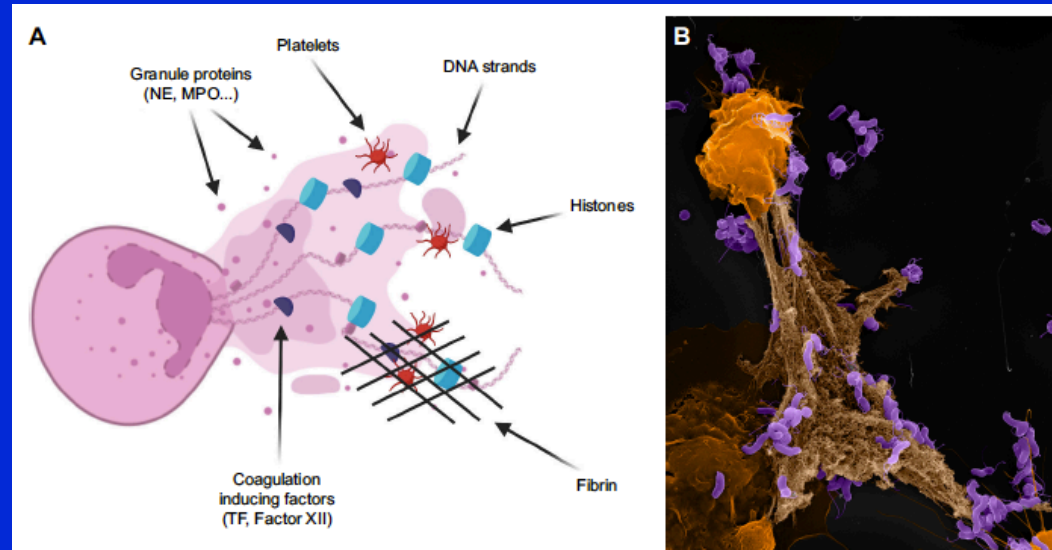 A
Platelets
Granule proteins
(NE, MPO...)
DNA strands
Histones
Coagulation
inducing factors
(TF, Factor XII)
Fibrin
B